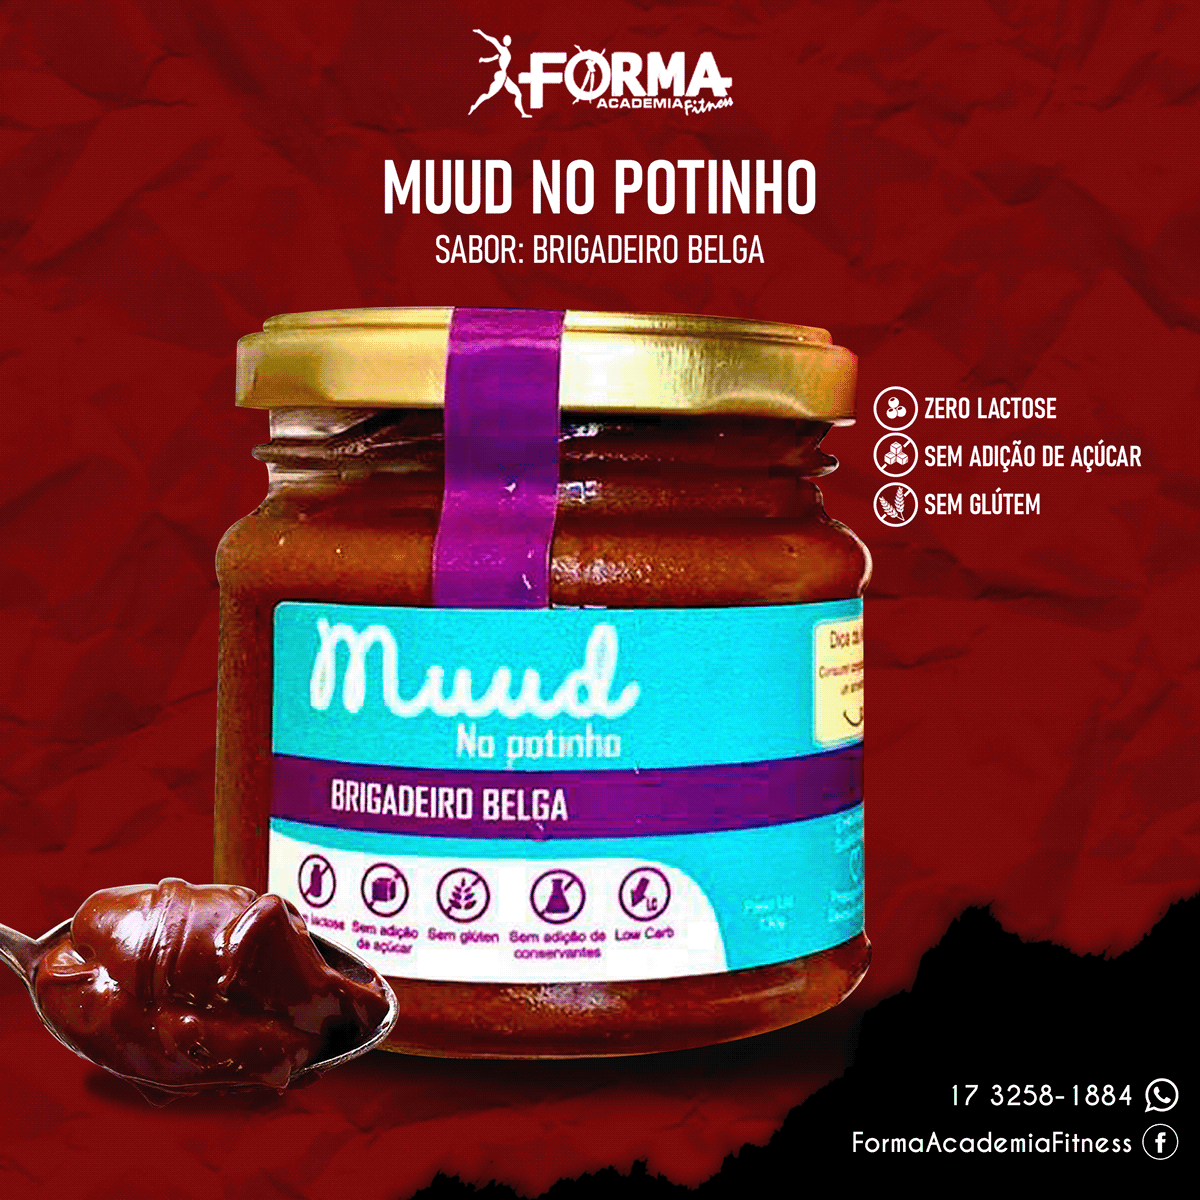 FORMA
ACADEMIA Fitness
MUUD NO POTINHO
SABOR: BRIGADEIRO BELGA
ZERO LACTOSE
SEM ADIÇÃO DE AÇÚCAR
SEM GLÚTEM
Muud
No potinho
BRIGADEIRO BELGA
lactose
Sem adição
de açúcar
Sem glúten
Sem adição de
conservantes
LC
Low Carb
17 3258-1884
FormaAcademiaFitness